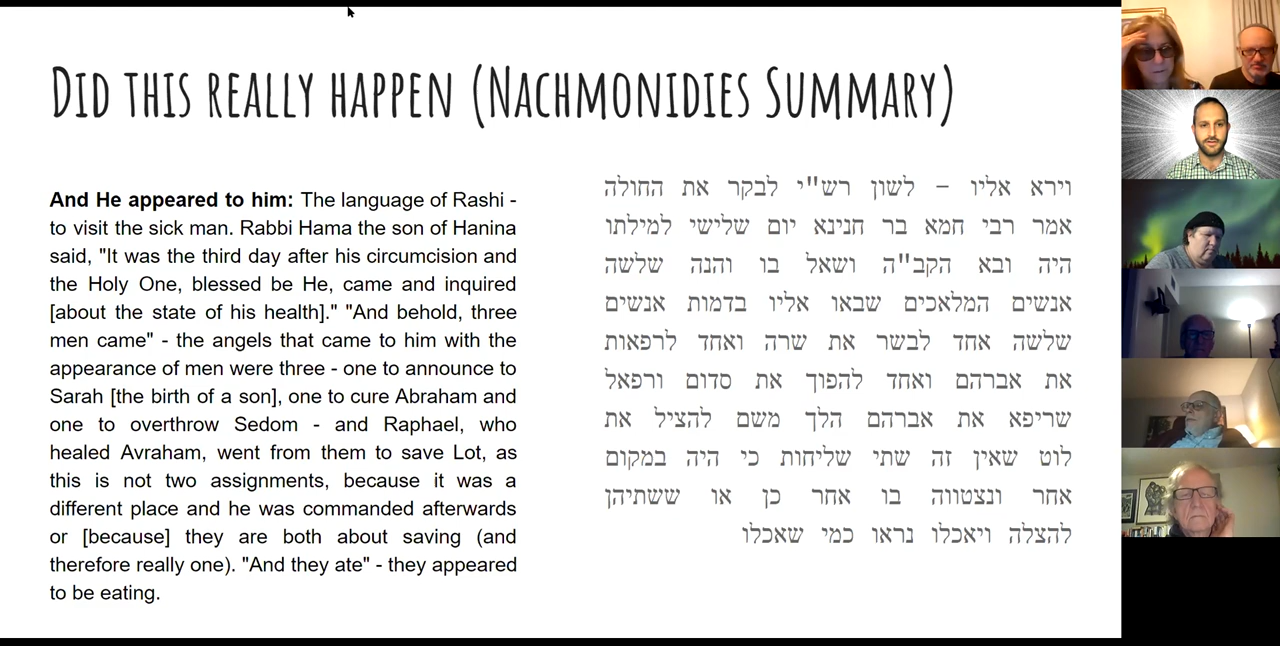 DID THIS REALLY HAPPEN (NACHMONIDIES SUMMARY)
And He appeared to him: The language of Rashi -
to visit the sick man. Rabbi Hama the son of Hanina
said, "It was the third day after his circumcision and
the Holy One, blessed be He, came and inquired
[about the state of his health]." "And behold, three
men came" - the angels that came to him with the
appearance of men were three - one to announce to
Sarah [the birth of a son], one to cure Abraham and
one to overthrow Sedom - and Raphael, who
healed Avraham, went from them to save Lot, as
this is not two assignments, because it was a
different place and he was commanded afterwards
or [because] they are both about saving (and
therefore really one). "And they ate" - they appeared
to be eating.
וירא אליו – לשון רש"י לבקר את החולה
אמר רבי חמא בר חנינא יום שלישי למילתו
היה ובא הקב"ה ושאל בו והנה שלשה
אנשים המלאכים שבאו אליו בדמות אנשים
שלשה אחד לבשר את שרה ואחד לרפאות
את אברהם ואחד להפוך את סדום ורפאל
שריפא את אברהם הלך משם להציל את
לוט שאין זה שתי שליחות כי היה במקום
אחר ונצטווה בו אחר כן או ששתיהן
להצלה ויאכלו נראו כמי שאכלו